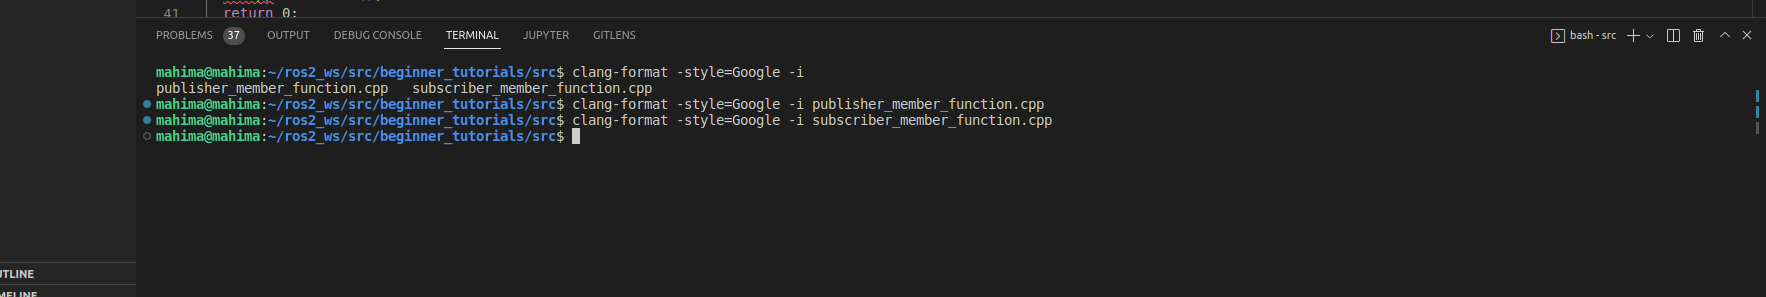 41 return 0;
PROBLEMS 37 OUTPUT DEBUG CONSOLE TERMINAL JUPYTER GITLENS bash - src
mahima@mahima:~/ros2_ws/src/beginner_tutorials/src$ clang-format -style=Google -i
publisher_member_function.cpp subscriber_member_function.cpp
mahima@mahima:~/ros2_ws/src/beginner_tutorials/src$ clang-format -style=Google -i publisher_member_function.cpp
mahima@mahima:~/ros2_ws/src/beginner_tutorials/src$ clang-format -style=Google -i subscriber_member_function.cpp
mahima@mahima:~/ros2_ws/src/beginner_tutorials/src$
UTLINE
MELINE